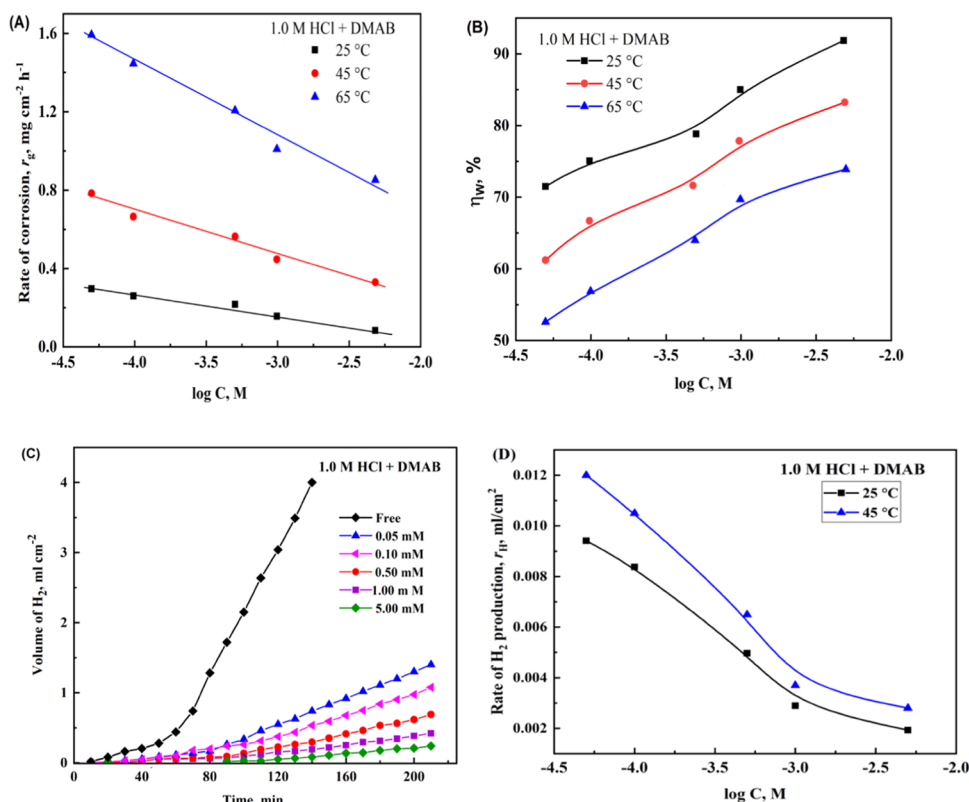 (A)
1.0 M HCl + DMAB
25 °C
45 °C
65 °C
Rate of corrosion, rg, mg cm-2 h-1
1.6
1.2
0.8
0.4
0.0
-4.5 -4.0 -3.5 -3.0 -2.5 -2.0
log C, M
(B)
1.0 M HCl + DMAB
25 °C
45 °C
65 °C
ηw, %
90
80
70
60
50
-4.5 -4.0 -3.5 -3.0 -2.5 -2.0
log C, M
(C)
1.0 M HCl + DMAB
Free
0.05 mM
0.10 mM
0.50 mM
1.00 m M
5.00 mM
Volume of H2, ml cm-2
4
3
2
1
0
0 40 80 120 160 200
Time, min
(D)
1.0 M HCl + DMAB
25 °C
45 °C
Rate of H2 production, rH, ml/cm2
0.012
0.010
0.008
0.006
0.004
0.002
-4.5 -4.0 -3.5 -3.0 -2.5 -2.0
log C, M